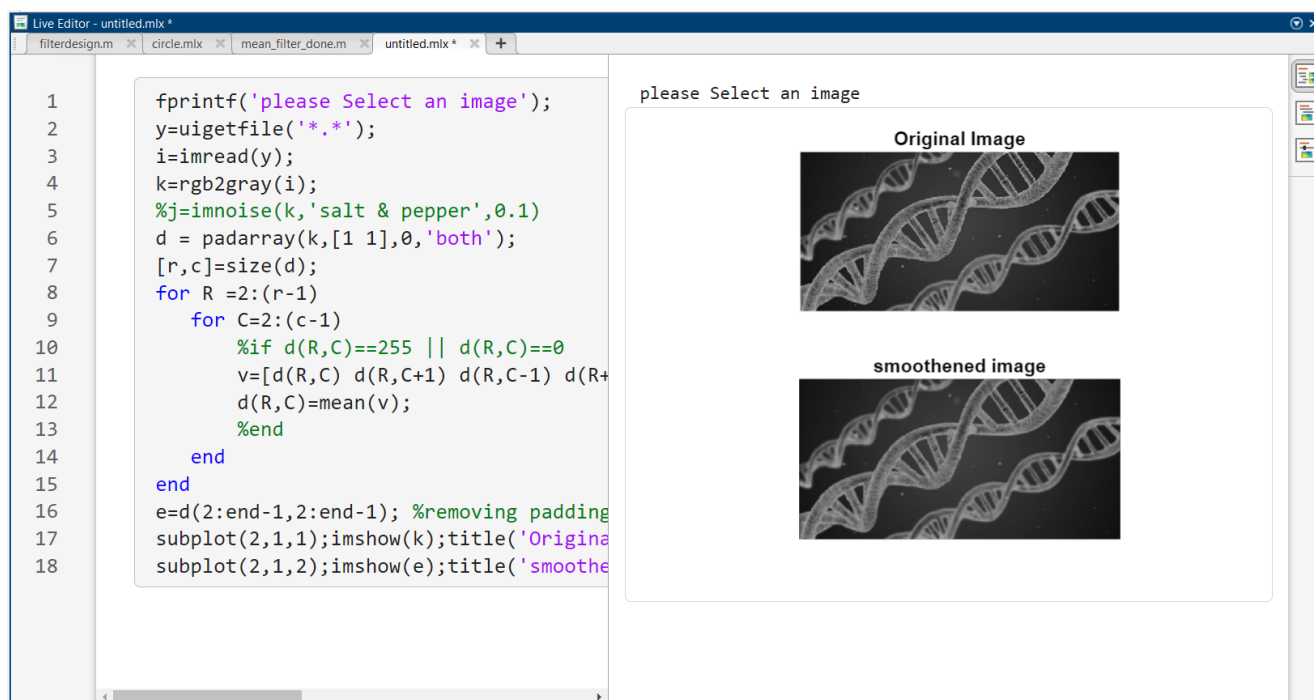 Live Editor - untitled.mlx *
filterdesign.m circle.mlx mean_filter_done.m untitled.mlx * +
1 fprintf('please Select an image');
2 y=uigetfile('*.*');
3 i=imread(y);
4 k=rgb2gray(i);
5 %j=imnoise(k,'salt & pepper',0.1)
6 d = padarray(k,[1 1],0,'both');
7 [r,c]=size(d);
8 for R =2:(r-1)
9 for C=2:(c-1)
10 %if d(R,C)==255 || d(R,C)==0
11 v=[d(R,C) d(R,C+1) d(R,C-1) d(R+
12 d(R,C)=mean(v);
13 %end
14 end
15 end
16 e=d(2:end-1,2:end-1); %removing padding
17 subplot(2,1,1);imshow(k);title('Origina
18 subplot(2,1,2);imshow(e);title('smoothe
please Select an image
Original Image
smoothened image